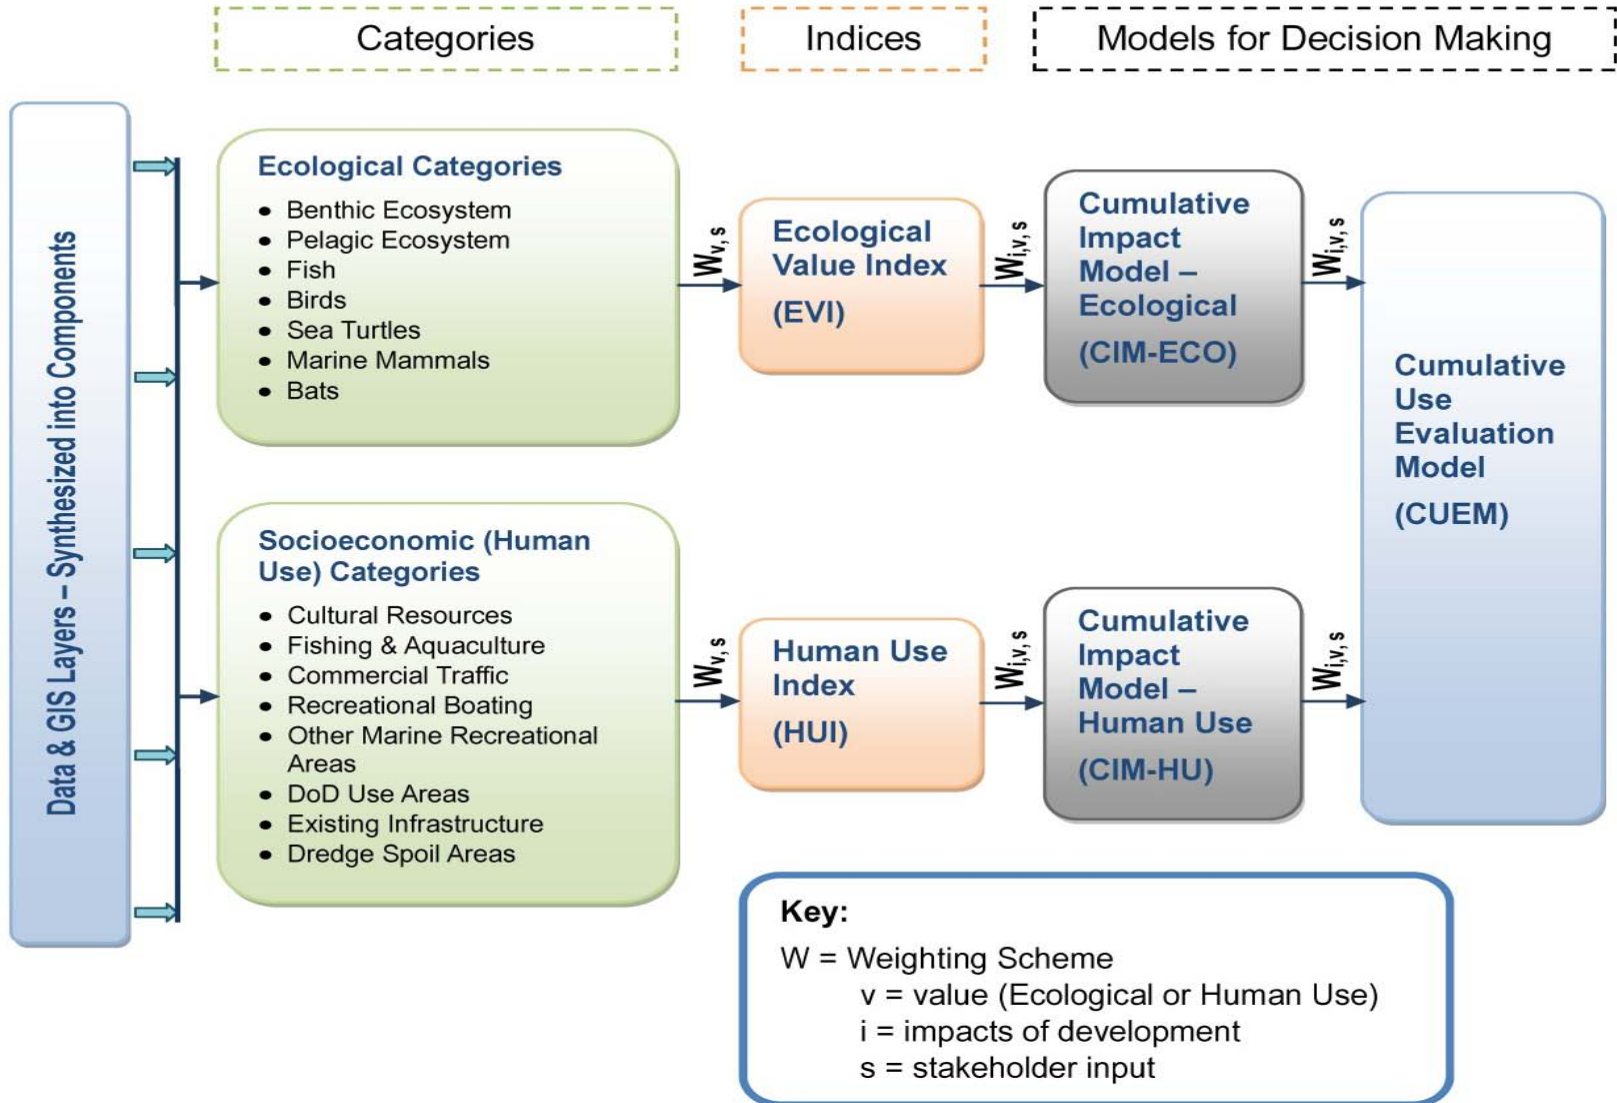 Categories
Indices
Models for Decision Making
Data & GIS Layers – Synthesized into Components
Ecological Categories
• Benthic Ecosystem
• Pelagic Ecosystem
• Fish
• Birds
• Sea Turtles
• Marine Mammals
• Bats
Wv, s
Ecological
Value Index
(EVI)
Wi,v, s
Cumulative
Impact
Model –
Ecological
(CIM-ECO)
Wi,v, s
Socioeconomic (Human
Use) Categories
• Cultural Resources
• Fishing & Aquaculture
• Commercial Traffic
• Recreational Boating
• Other Marine Recreational
Areas
• DoD Use Areas
• Existing Infrastructure
• Dredge Spoil Areas
Wv, s
Human Use
Index
(HUI)
Wi,v, s
Cumulative
Impact
Model –
Human Use
(CIM-HU)
Wi,v, s
Cumulative
Use
Evaluation
Model
(CUEM)
Key:
W = Weighting Scheme
v = value (Ecological or Human Use)
i = impacts of development
s = stakeholder input